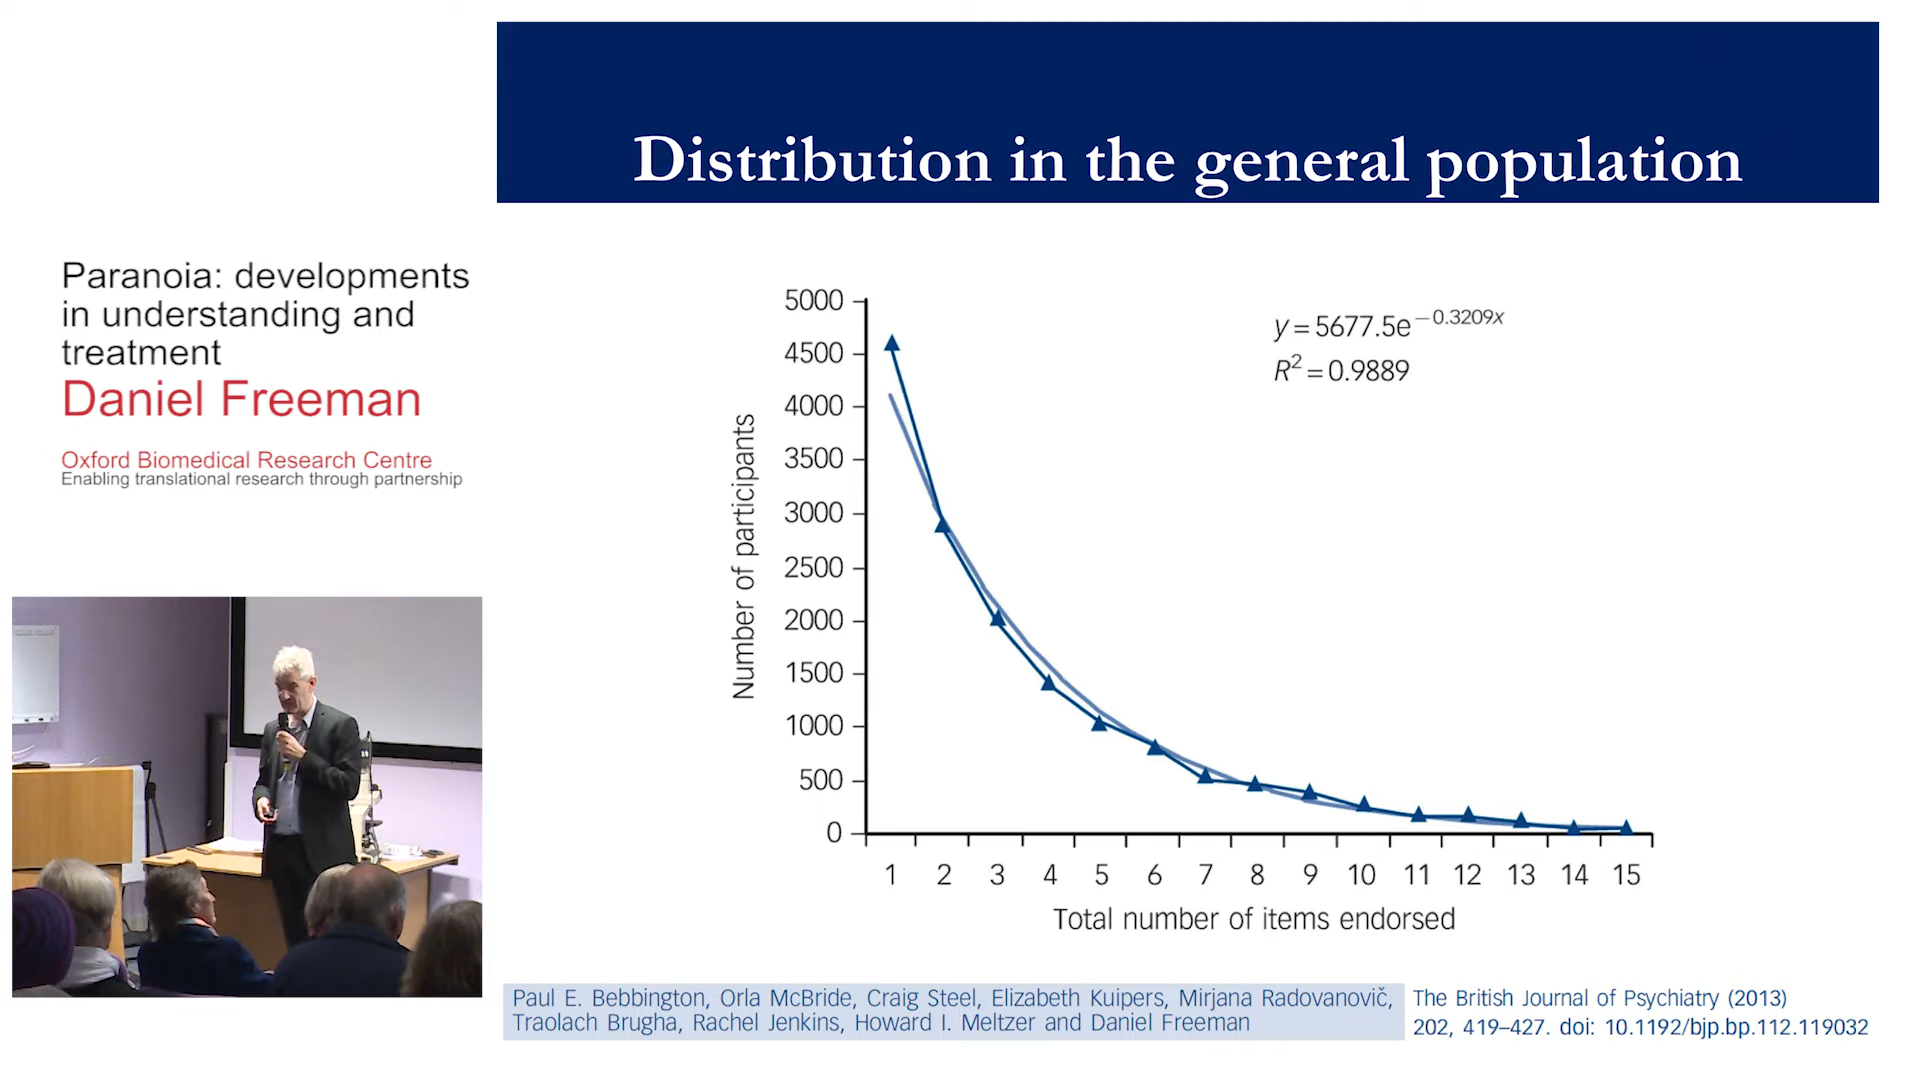 Distribution in the general population
Paranoia: developments
in understanding and
treatment
Daniel Freeman
Oxford Biomedical Research Centre
Enabling translational research through partnership
y = 5677.5e^−0.3209x
R² = 0.9889
Number of participants
5000
4500
4000
3500
3000
2500
2000
1500
1000
500
0
1 2 3 4 5 6 7 8 9 10 11 12 13 14 15
Total number of items endorsed
Paul E. Bebbington, Orla McBride, Craig Steel, Elizabeth Kuipers, Mirjana Radovanovič,
Traolach Brugha, Rachel Jenkins, Howard I. Meltzer and Daniel Freeman
The British Journal of Psychiatry (2013)
202, 419–427. doi: 10.1192/bjp.bp.112.119032